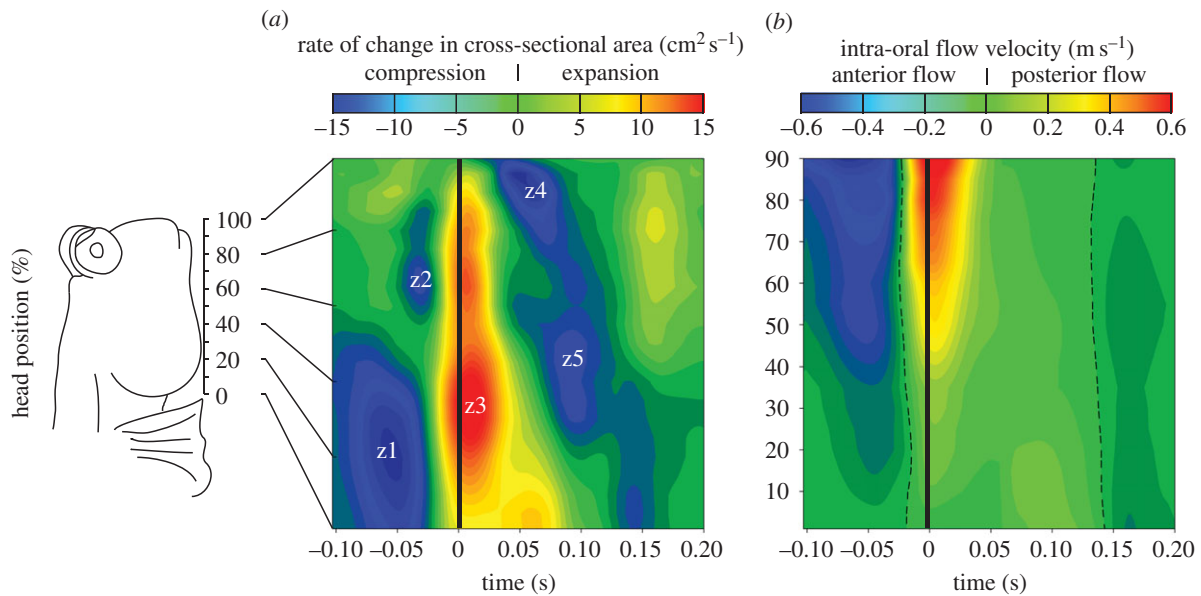 (a)
rate of change in cross-sectional area (cm² s⁻¹)
compression | expansion
−15 −10 −5 0 5 10 15
(b)
intra-oral flow velocity (m s⁻¹)
anterior flow | posterior flow
−0.6 −0.4 −0.2 0 0.2 0.4 0.6
head position (%)
100
80
60
40
20
0
z1
z2
z3
z4
z5
−0.10 −0.05 0 0.05 0.10 0.15 0.20
time (s)
90
80
70
60
50
40
30
20
10
−0.10 −0.05 0 0.05 0.10 0.15 0.20
time (s)